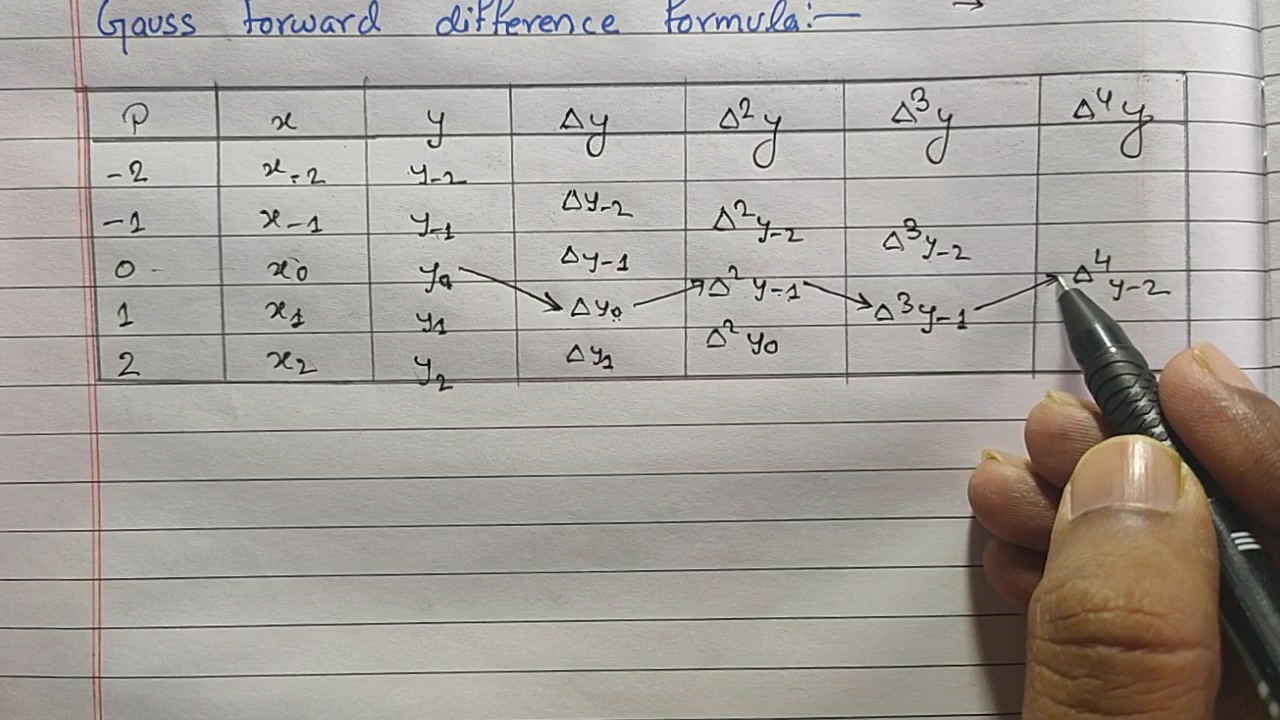 Gauss forward difference formula:—
→
P x y Δy Δ²y Δ³y Δ⁴y
-2 x₋₂ y₋₂
Δy₋₂
-1 x₋₁ y₋₁ Δ²y₋₂
Δy₋₁ Δ³y₋₂
0 x₀ y₀ Δ²y₋₁ Δ⁴y₋₂
Δy₀ Δ³y₋₁
1 x₁ y₁ Δ²y₀
Δy₁
2 x₂ y₂